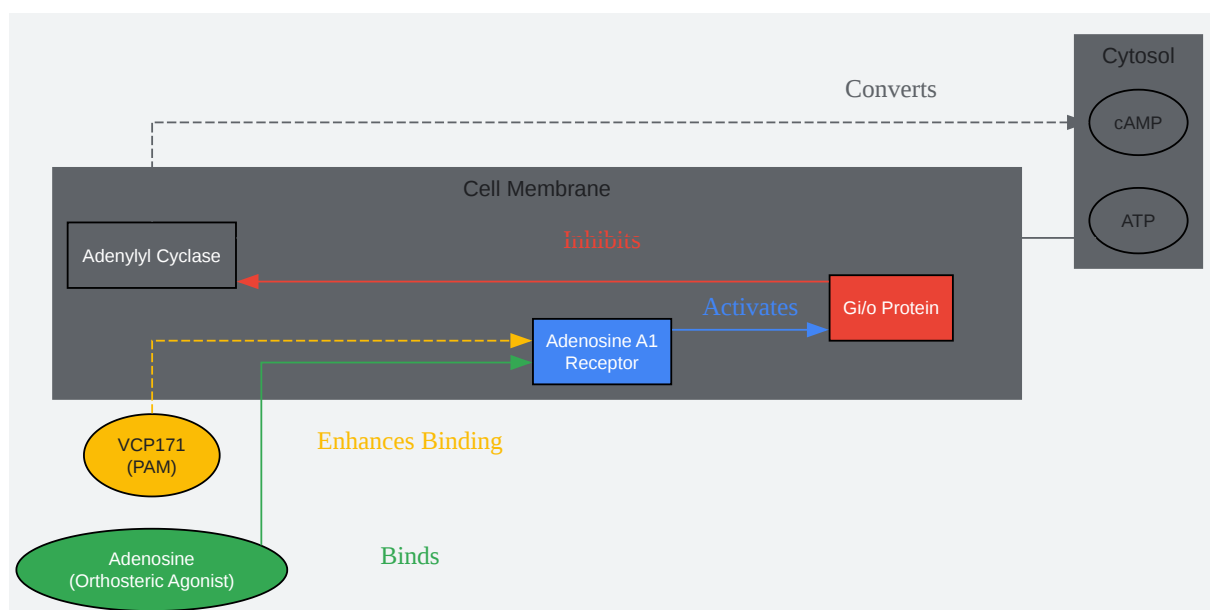 Cytosol
Converts
cAMP
Cell Membrane
ATP
Inhibits
Adenylyl Cyclase
Activates
Gi/o Protein
Adenosine A1
Receptor
Enhances Binding
VCP171
(PAM)
Binds
Adenosine
(Orthosteric Agonist)